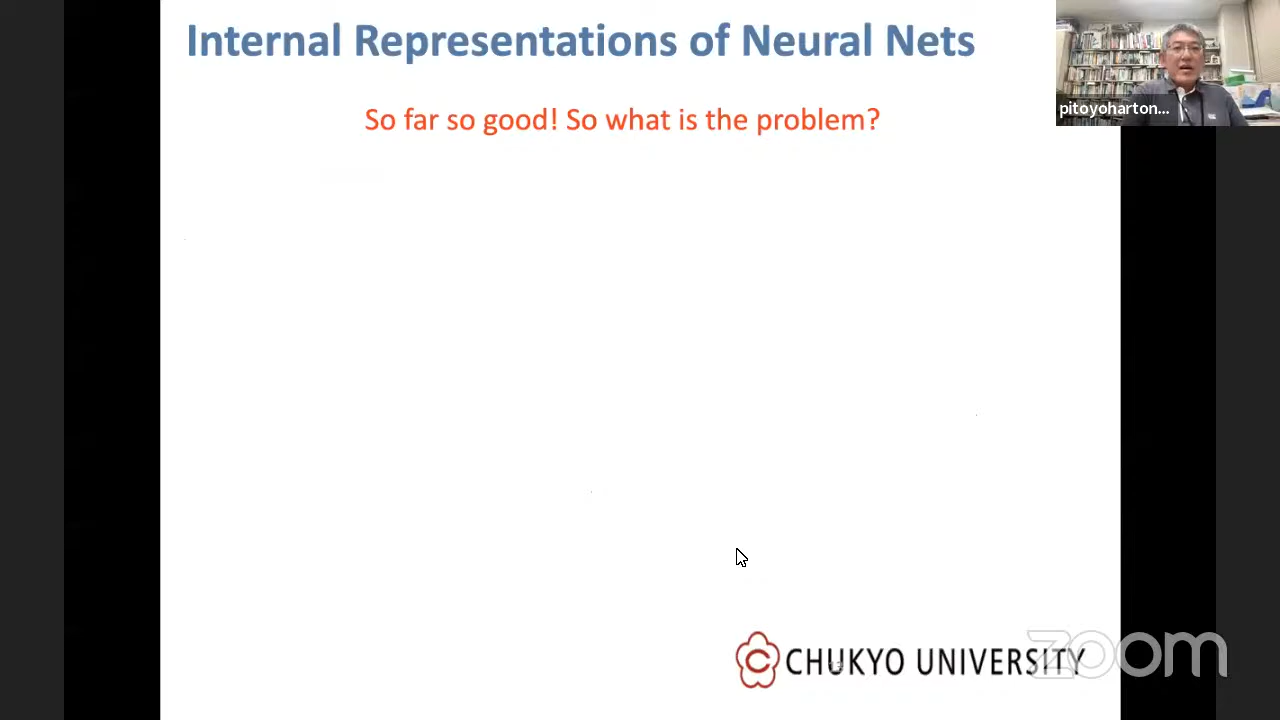 Internal Representations of Neural Nets
pitoyoharton...
So far so good! So what is the problem?
CHUKYO UNIVERSITY
zoom